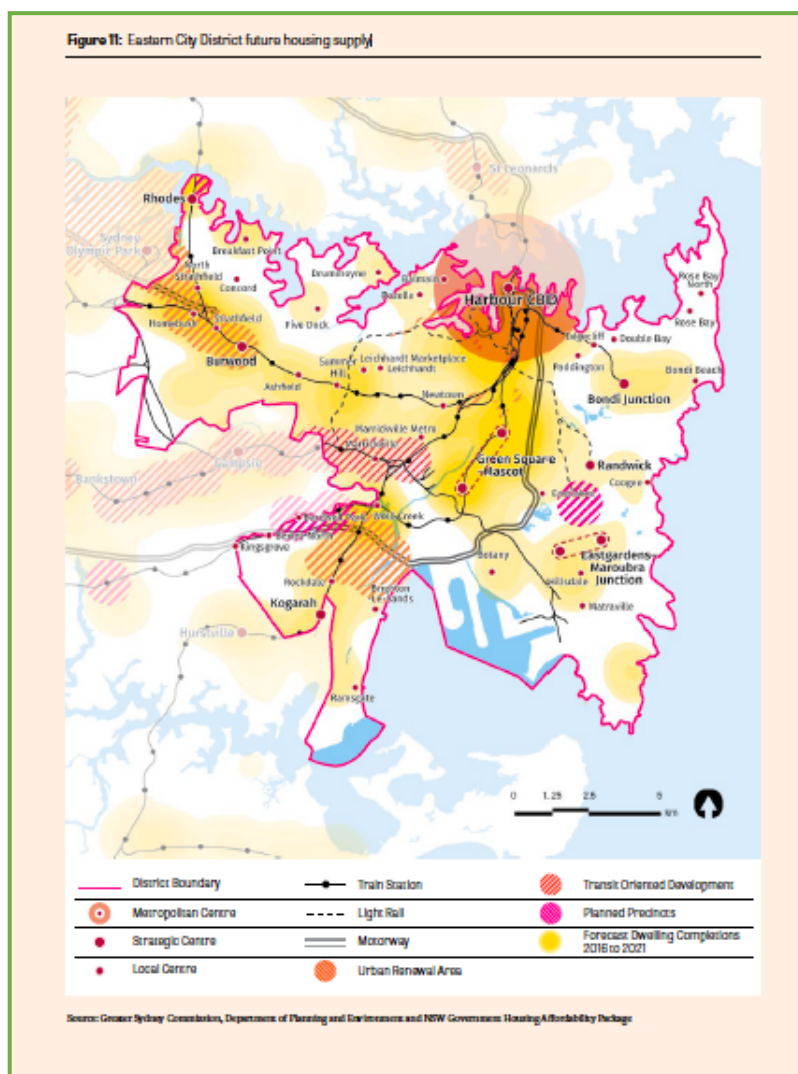 Figure 11: Eastern City District future housing supply
St Leonards
Rhodes
Sydney
Olympic Park
Breakfast Point
North
Strathfield
Concord
Drummoyne
Balmain
Rozelle
Harbour CBD
Rose Bay
North
Rose Bay
Homebush
Strathfield
Five Dock
Edgecliff
Double Bay
Burwood
Summer
Hill
Leichhardt Marketplace
Leichhardt
Paddington
Bondi Beach
Ashfield
Newtown
Bondi Junction
Marrickville Metro
Marrickville
Campsie
Green Square
Mascot
Randwick
Bankstown
Coogee
Bardwell Park
Wolli Creek
Bexley North
Kingsgrove
Botany
Eastgardens
Maroubra
Junction
Hillsdale
Rockdale
Brighton
Le Sands
Kogarah
Matraville
Hurstville
Ramsgate
0 1.25 2.5 5
km
District Boundary
Train Station
Transit Oriented Development
Metropolitan Centre
Light Rail
Planned Precincts
Strategic Centre
Motorway
Forecast Dwelling Completions
2016 to 2021
Local Centre
Urban Renewal Area
Source: Greater Sydney Commission, Department of Planning and Environment and NSW Government Housing Affordability Package